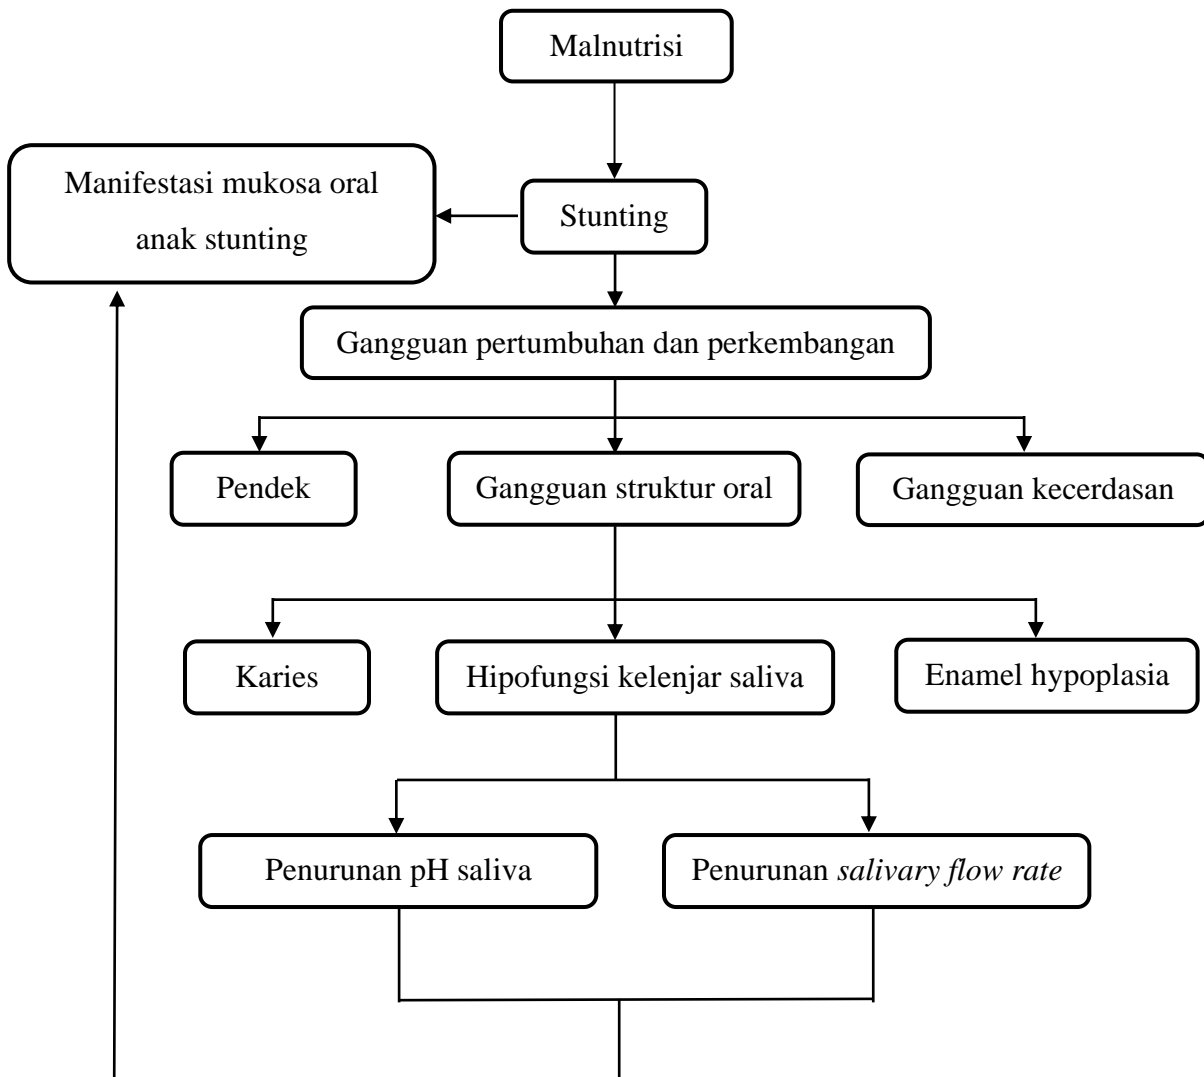 Malnutrisi
Manifestasi mukosa oral
anak stunting
Stunting
Gangguan pertumbuhan dan perkembangan
Pendek
Gangguan struktur oral
Gangguan kecerdasan
Karies
Hipofungsi kelenjar saliva
Enamel hypoplasia
Penurunan pH saliva
Penurunan salivary flow rate